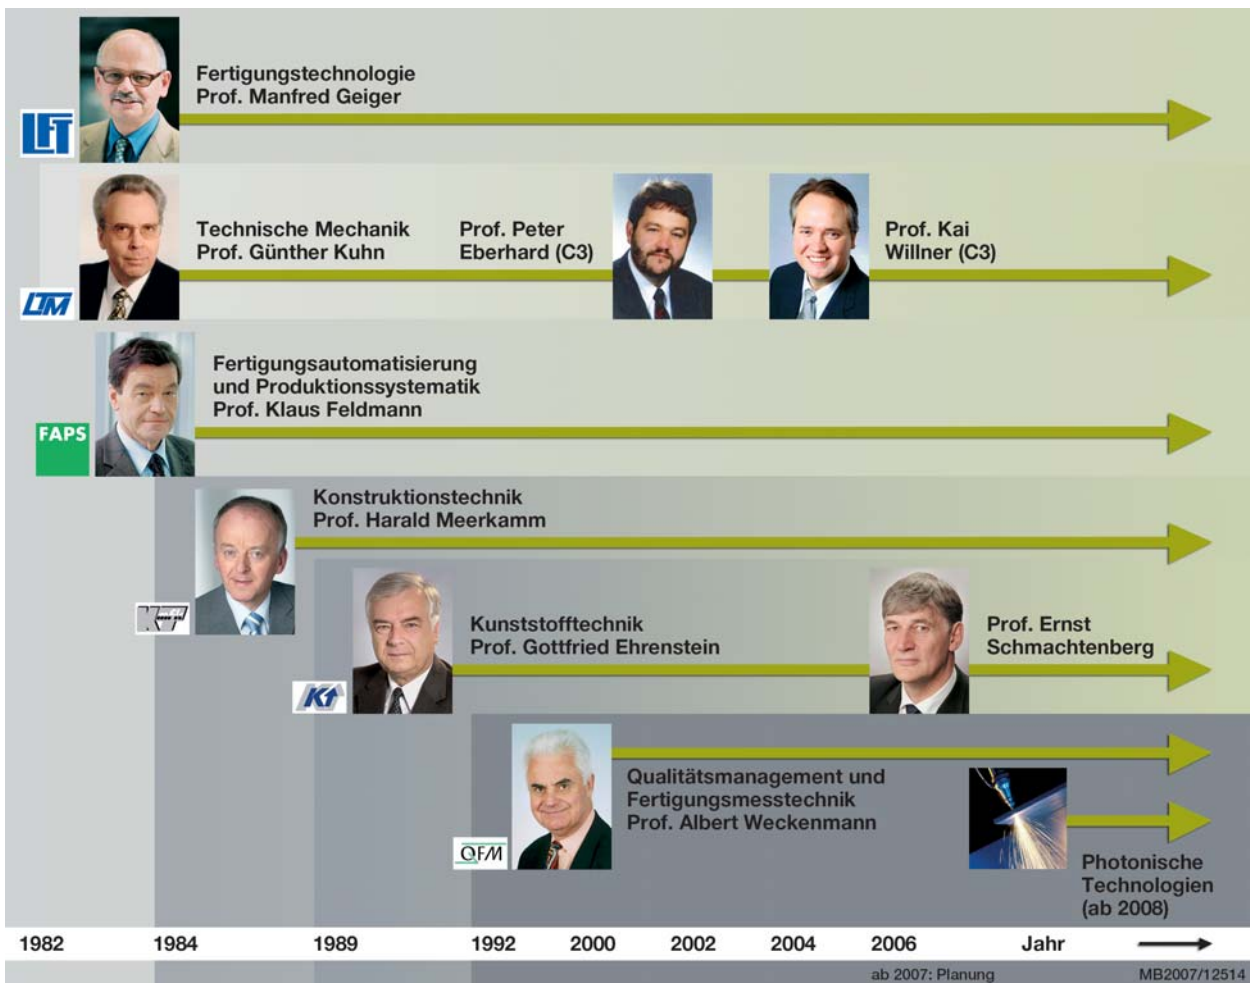 Fertigungstechnologie
Prof. Manfred Geiger
LFT
Technische Mechanik
Prof. Günther Kuhn
Prof. Peter
Eberhard (C3)
Prof. Kai
Willner (C3)
LTM
Fertigungsautomatisierung
und Produktionssystematik
Prof. Klaus Feldmann
FAPS
Konstruktionstechnik
Prof. Harald Meerkamm
Kunststofftechnik
Prof. Gottfried Ehrenstein
Prof. Ernst
Schmachtenberg
Qualitätsmanagement und
Fertigungsmesstechnik
Prof. Albert Weckenmann
QFM
Photonische
Technologien
(ab 2008)
1982 1984 1989 1992 2000 2002 2004 2006 Jahr
ab 2007: Planung MB2007/12514